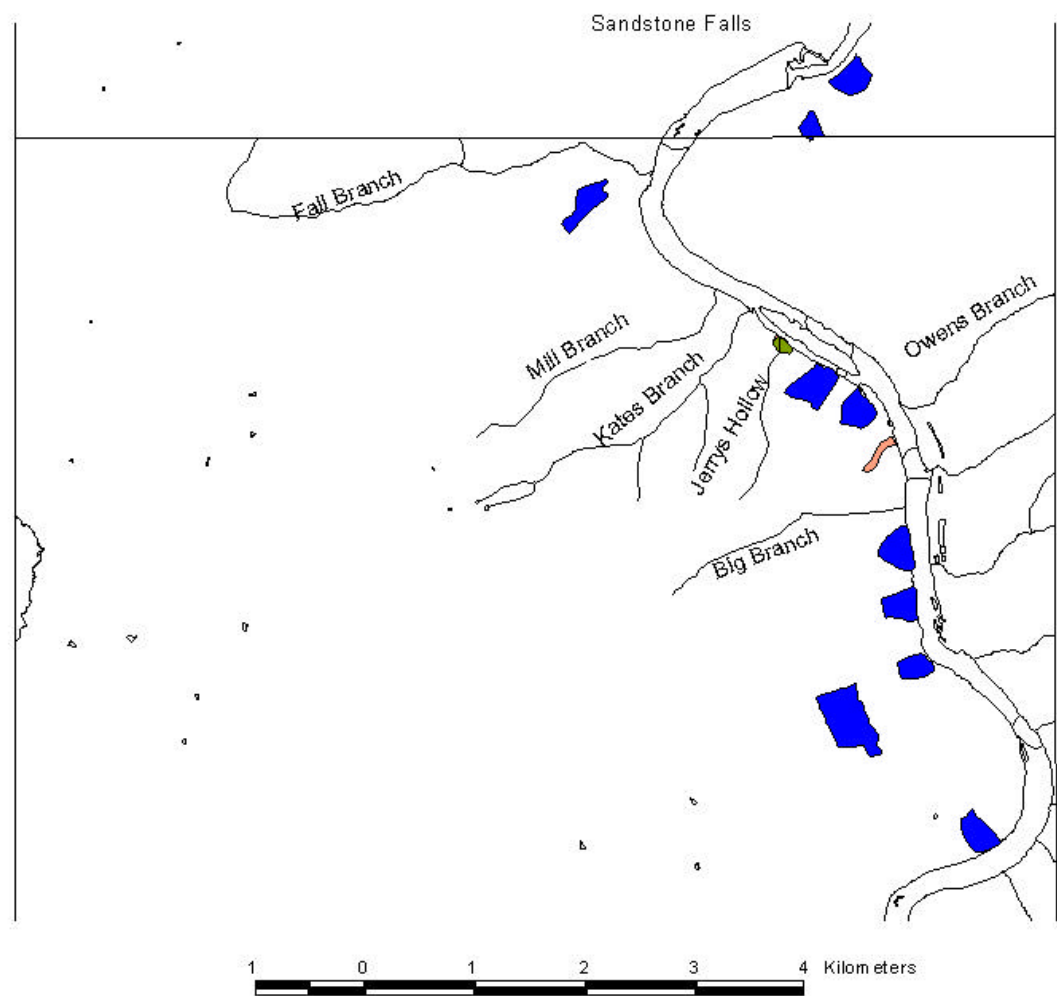 Sandstone Falls
Fall Branch
Owens Branch
Mill Branch
Kates Branch
Jerrys Hollow
Big Branch
1 0 1 2 3 4 Kilometers